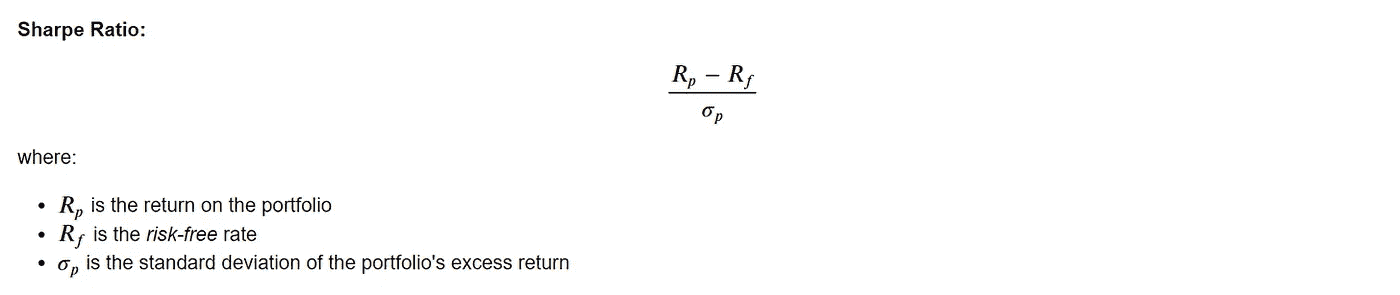 Sharpe Ratio:
Rp − Rf
σp
where:
• Rp is the return on the portfolio
• Rf is the risk-free rate
• σp is the standard deviation of the portfolio's excess return